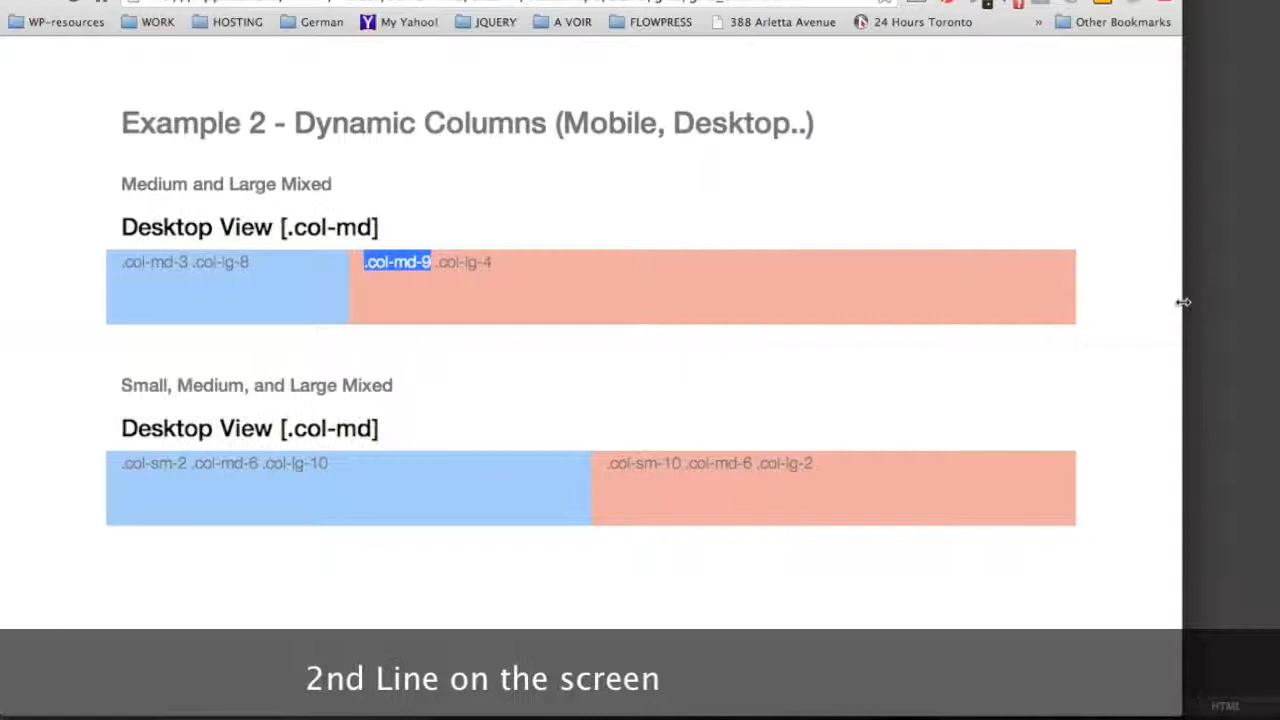 WP-resources WORK HOSTING German My Yahoo! JQUERY A VOIR FLOWPRESS 388 Arletta Avenue 24 Hours Toronto » Other Bookmarks
Example 2 - Dynamic Columns (Mobile, Desktop..)
Medium and Large Mixed
Desktop View [.col-md]
.col-md-3 .col-lg-8 .col-md-9 .col-lg-4
Small, Medium, and Large Mixed
Desktop View [.col-md]
.col-sm-2 .col-md-6 .col-lg-10 .col-sm-10 .col-md-6 .col-lg-2
2nd Line on the screen
HTML